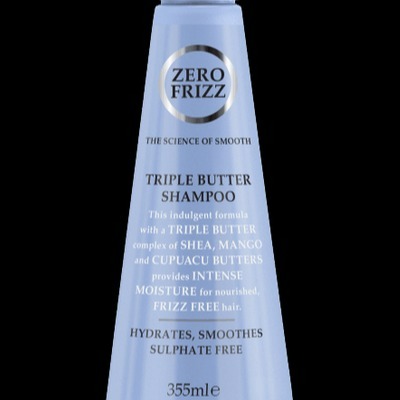 ZERO
FRIZZ
THE SCIENCE OF SMOOTH
TRIPLE BUTTER
SHAMPOO
This indulgent formula
with a TRIPLE BUTTER
complex of SHEA, MANGO
and CUPUACU BUTTERS
provides INTENSE
MOISTURE for nourished,
FRIZZ FREE hair.
HYDRATES, SMOOTHES
SULPHATE FREE
355ml℮